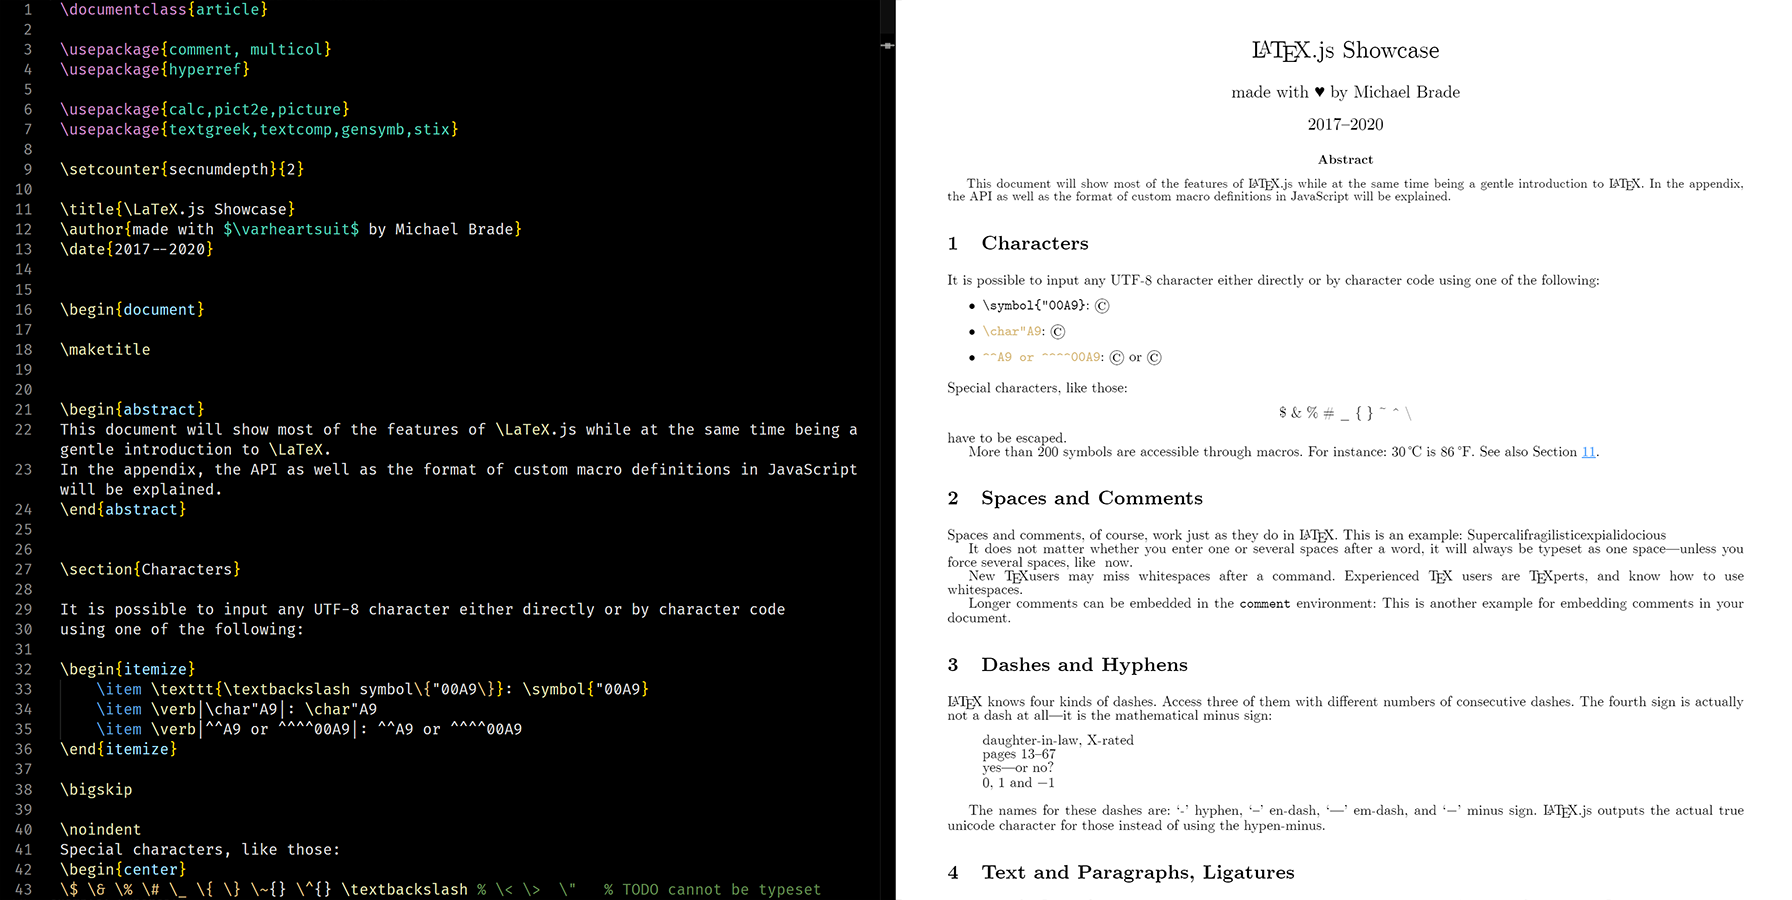 1 \documentclass{article}
2
3 \usepackage{comment, multicol}
4 \usepackage{hyperref}
5
6 \usepackage{calc,pict2e,picture}
7 \usepackage{textgreek,textcomp,gensymb,stix}
8
9 \setcounter{secnumdepth}{2}
10
11 \title{\LaTeX.js Showcase}
12 \author{made with $\varheartsuit$ by Michael Brade}
13 \date{2017--2020}
14
15
16 \begin{document}
17
18 \maketitle
19
20
21 \begin{abstract}
22 This document will show most of the features of \LaTeX.js while at the same time being a
gentle introduction to \LaTeX.
23 In the appendix, the API as well as the format of custom macro definitions in JavaScript
will be explained.
24 \end{abstract}
25
26
27 \section{Characters}
28
29 It is possible to input any UTF-8 character either directly or by character code
30 using one of the following:
31
32 \begin{itemize}
33 \item \texttt{\textbackslash symbol\{"00A9\}}: \symbol{"00A9}
34 \item \verb|\char"A9|: \char"A9
35 \item \verb|^^A9 or ^^^^00A9|: ^^A9 or ^^^^00A9
36 \end{itemize}
37
38 \bigskip
39
40 \noindent
41 Special characters, like those:
42 \begin{center}
43 \$ \& \% \# \_ \{ \} \~{} \^{} \textbackslash % \< \> \" % TODO cannot be typeset
LATEX.js Showcase
made with ♥ by Michael Brade
2017–2020
Abstract
This document will show most of the features of LATEX.js while at the same time being a gentle introduction to LATEX. In the appendix,
the API as well as the format of custom macro definitions in JavaScript will be explained.
1 Characters
It is possible to input any UTF-8 character either directly or by character code using one of the following:
• \symbol{"00A9}: ©
• \char"A9: ©
• ^^A9 or ^^^^00A9: © or ©
Special characters, like those:
$ & % # _ { } ~ ^ \
have to be escaped.
More than 200 symbols are accessible through macros. For instance: 30 °C is 86 °F. See also Section 11.
2 Spaces and Comments
Spaces and comments, of course, work just as they do in LATEX. This is an example: Supercalifragilisticexpialidocious
It does not matter whether you enter one or several spaces after a word, it will always be typeset as one space—unless you
force several spaces, like now.
New TEXusers may miss whitespaces after a command. Experienced TEX users are TEXperts, and know how to use
whitespaces.
Longer comments can be embedded in the comment environment: This is another example for embedding comments in your
document.
3 Dashes and Hyphens
LATEX knows four kinds of dashes. Access three of them with different numbers of consecutive dashes. The fourth sign is actually
not a dash at all—it is the mathematical minus sign:
daughter-in-law, X-rated
pages 13–67
yes—or no?
0, 1 and −1
The names for these dashes are: ‘-’ hyphen, ‘–’ en-dash, ‘—’ em-dash, and ‘−’ minus sign. LATEX.js outputs the actual true
unicode character for those instead of using the hypen-minus.
4 Text and Paragraphs, Ligatures